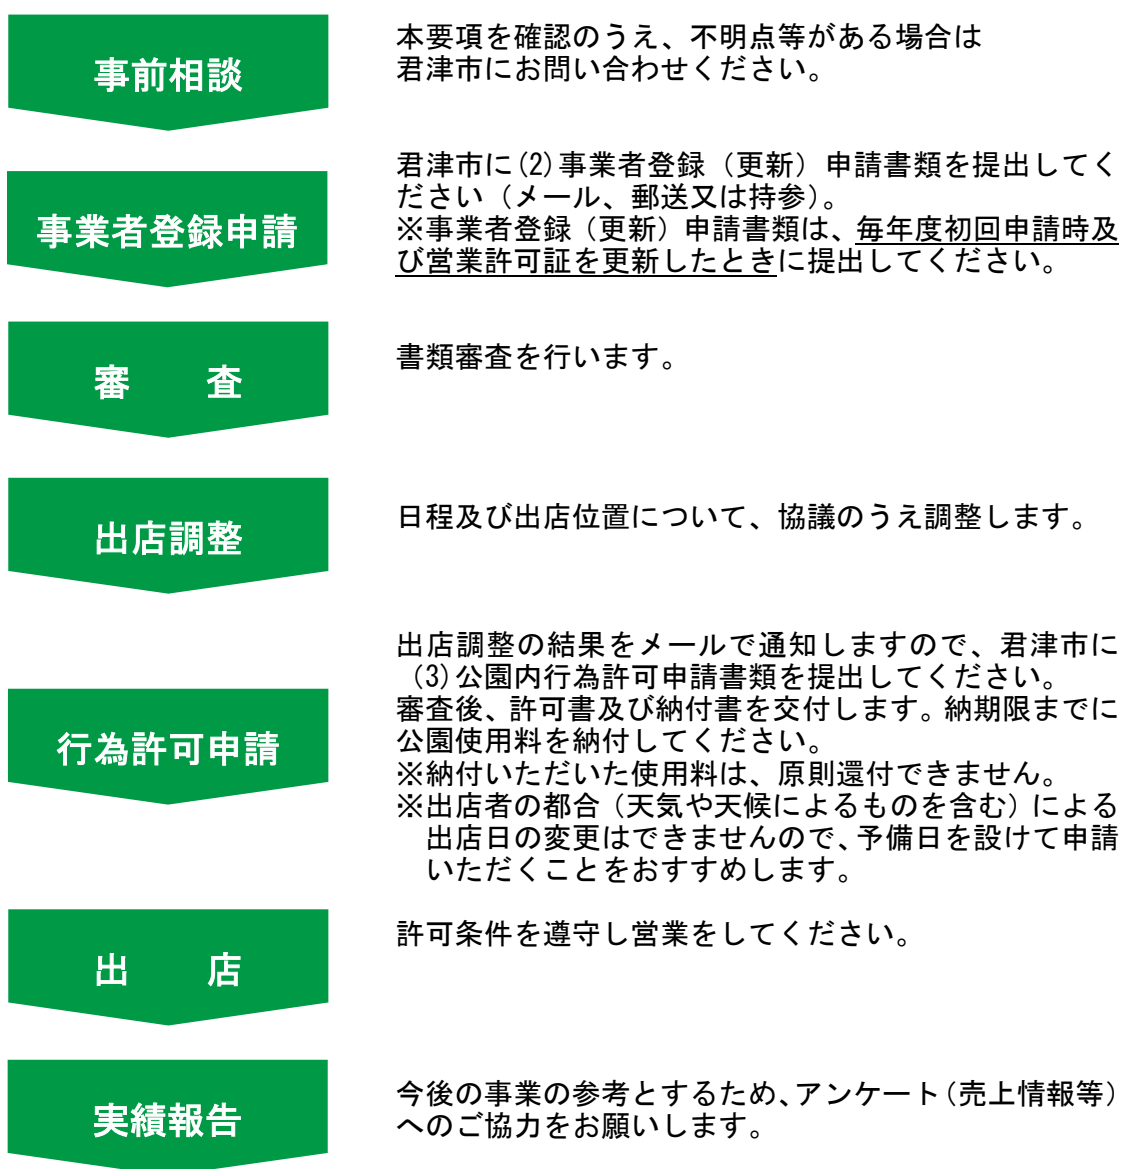 事前相談
本要項を確認のうえ、不明点等がある場合は
君津市にお問い合わせください。
事業者登録申請
君津市に(2)事業者登録（更新）申請書類を提出してく
ださい（メール、郵送又は持参）。
※事業者登録（更新）申請書類は、毎年度初回申請時及
び営業許可証を更新したときに提出してください。
審　　査
書類審査を行います。
出店調整
日程及び出店位置について、協議のうえ調整します。
行為許可申請
出店調整の結果をメールで通知しますので、君津市に
(3)公園内行為許可申請書類を提出してください。
審査後、許可書及び納付書を交付します。納期限までに
公園使用料を納付してください。
※納付いただいた使用料は、原則還付できません。
※出店者の都合（天気や天候によるものを含む）による
出店日の変更はできませんので、予備日を設けて申請
いただくことをおすすめします。
出　　店
許可条件を遵守し営業をしてください。
実績報告
今後の事業の参考とするため、アンケート（売上情報等）
へのご協力をお願いします。